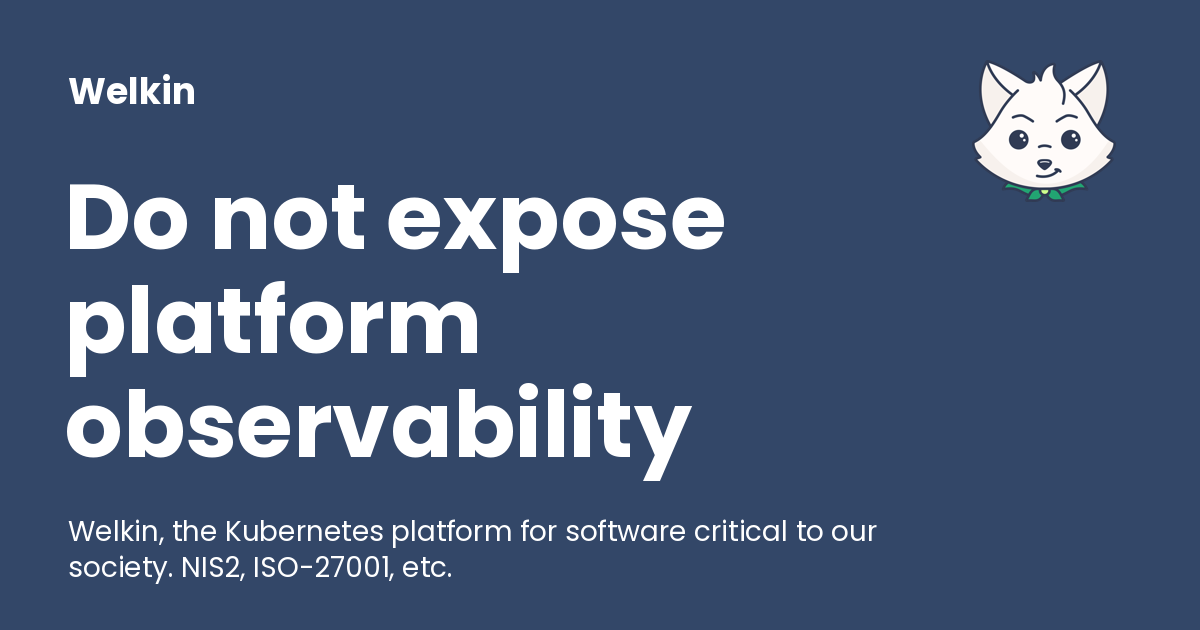 Welkin
Do not expose
platform
observability
Welkin, the Kubernetes platform for software critical to our
society. NIS2, ISO-27001, etc.